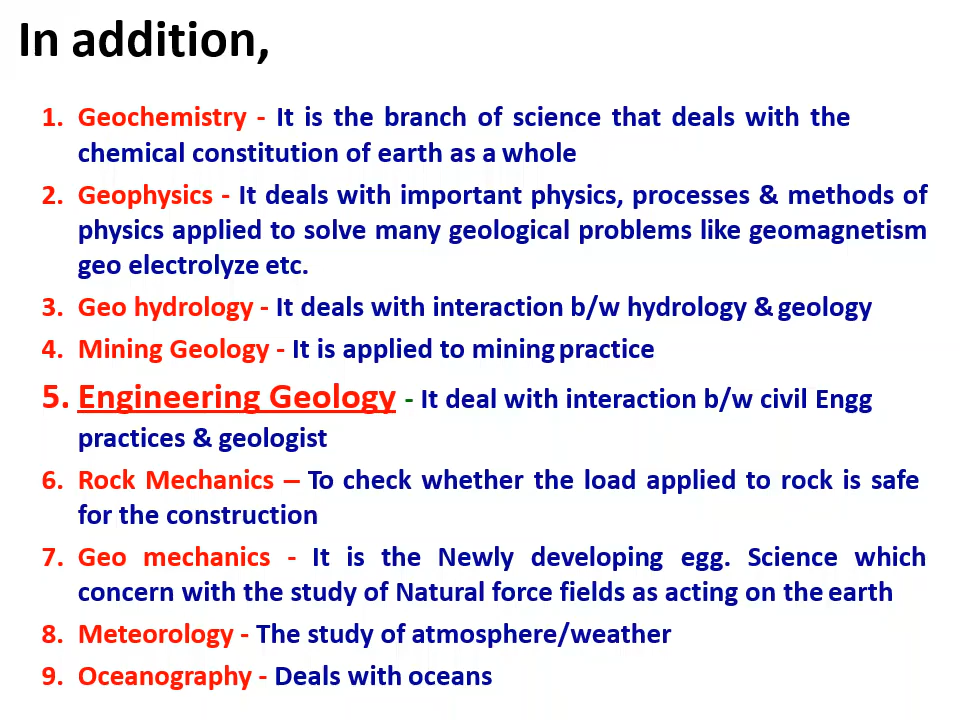 In addition,
1. Geochemistry - It is the branch of science that deals with the
chemical constitution of earth as a whole
2. Geophysics - It deals with important physics, processes & methods of
physics applied to solve many geological problems like geomagnetism
geo electrolyze etc.
3. Geo hydrology - It deals with interaction b/w hydrology & geology
4. Mining Geology - It is applied to mining practice
5. Engineering Geology - It deal with interaction b/w civil Engg
practices & geologist
6. Rock Mechanics – To check whether the load applied to rock is safe
for the construction
7. Geo mechanics - It is the Newly developing egg. Science which
concern with the study of Natural force fields as acting on the earth
8. Meteorology - The study of atmosphere/weather
9. Oceanography - Deals with oceans